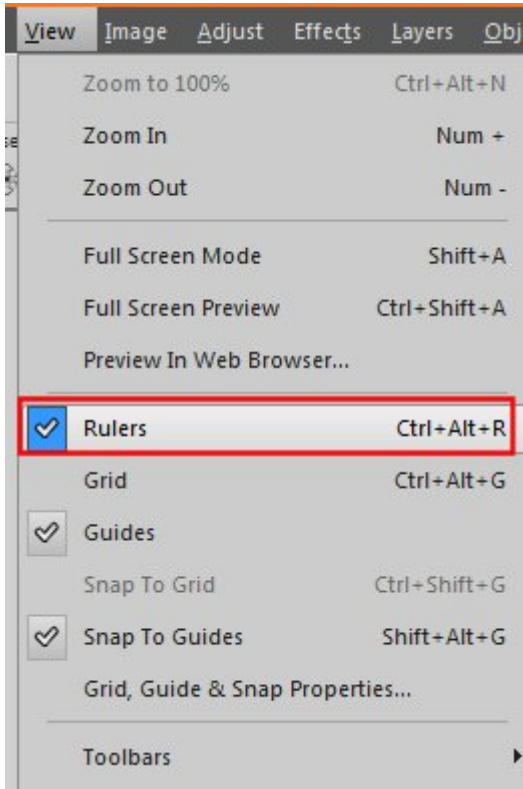 View Image Adjust Effects Layers Obj
Zoom to 100% Ctrl+Alt+N
Zoom In Num +
Zoom Out Num -
Full Screen Mode Shift+A
Full Screen Preview Ctrl+Shift+A
Preview In Web Browser...
Rulers Ctrl+Alt+R
Grid Ctrl+Alt+G
Guides
Snap To Grid Ctrl+Shift+G
Snap To Guides Shift+Alt+G
Grid, Guide & Snap Properties...
Toolbars